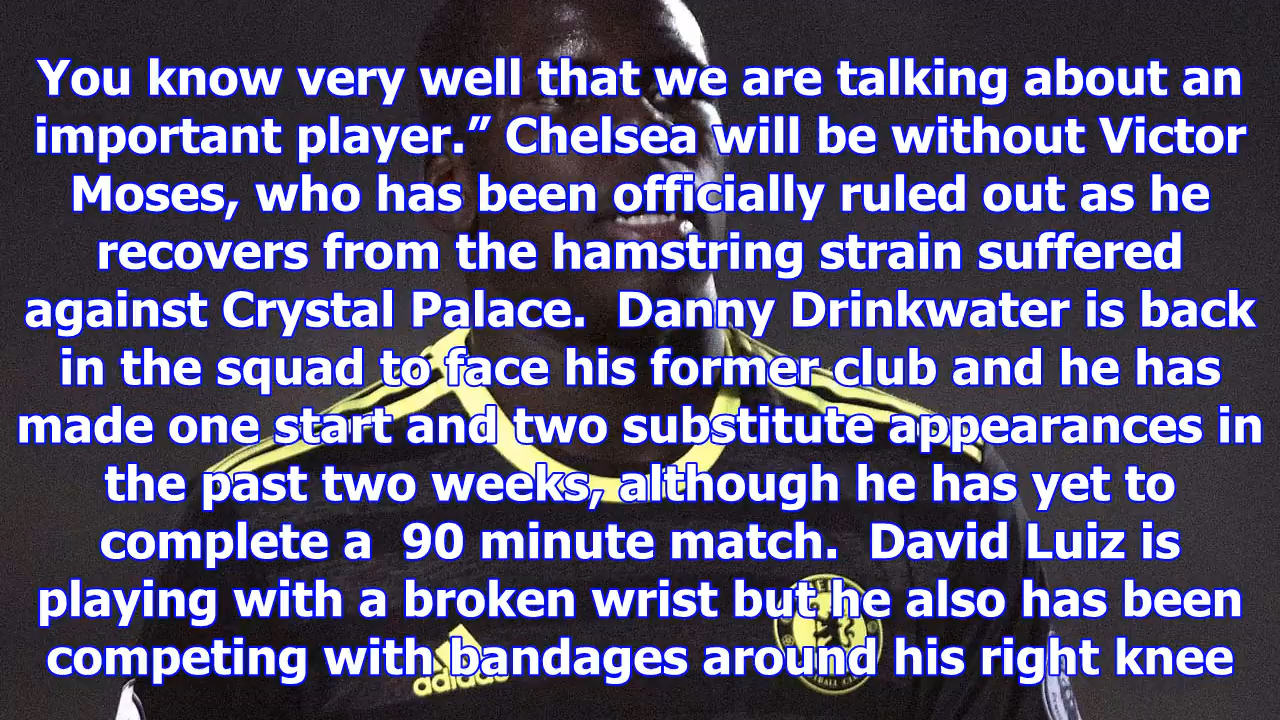 You know very well that we are talking about an
important player.” Chelsea will be without Victor
Moses, who has been officially ruled out as he
recovers from the hamstring strain suffered
against Crystal Palace.  Danny Drinkwater is back
in the squad to face his former club and he has
made one start and two substitute appearances in
the past two weeks, although he has yet to
complete a  90 minute match.  David Luiz is
playing with a broken wrist but he also has been
competing with bandages around his right knee
adidas